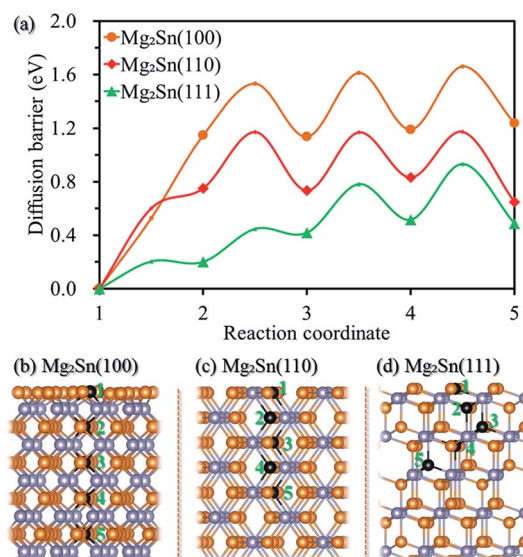 (a)
Mg₂Sn(100)
Mg₂Sn(110)
Mg₂Sn(111)
Diffusion barrier (eV)
2.0
1.6
1.2
0.8
0.4
0.0
1 2 3 4 5
Reaction coordinate
(b) Mg₂Sn(100) (c) Mg₂Sn(110) (d) Mg₂Sn(111)
1
2
3
4
5
1
2
3
4
5
1
2
3
4
5